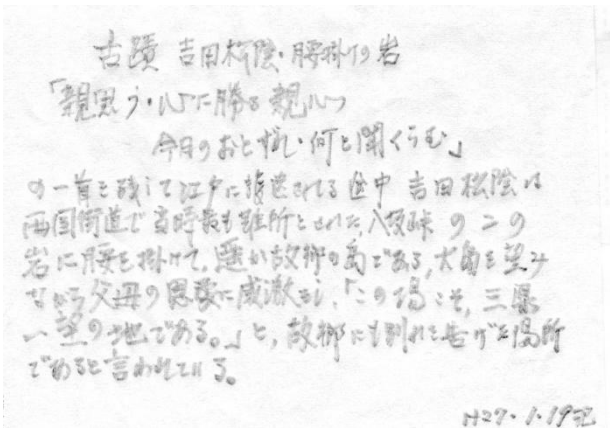 古蹟 吉田松陰・腰掛けの岩
「親思う・心に勝る 親心
今日のおとずれ・何と聞くらむ」
の一首を残して江戸に護送される途中 吉田松陰は
西国街道で当時最も難所とされた、八坂峠 のこの
岩に腰を掛けて、遥か故郷の島である、大島を望み
ながら父母の恩愛に感激をし、「この場こそ、三県
一望の地である。」と、故郷にも別れを告げた場所
であると言われている。
H27.1.19記